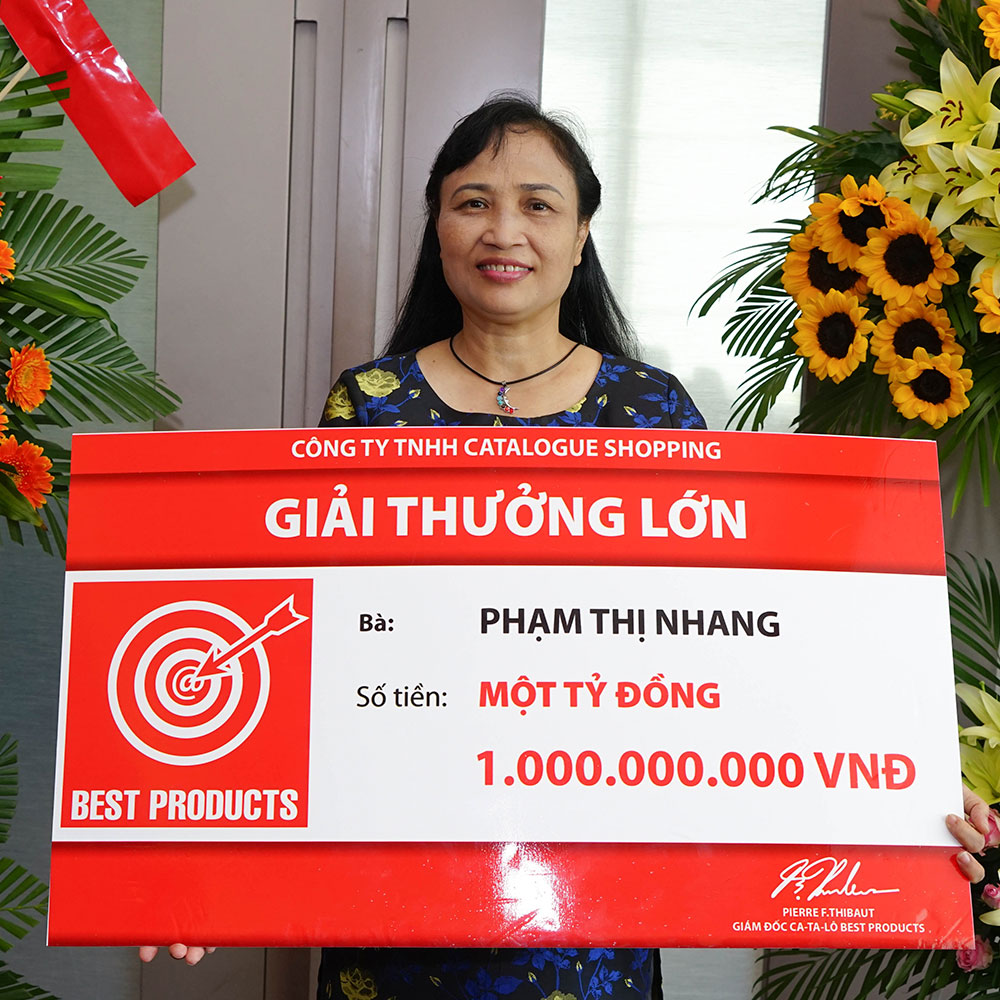 CÔNG TY TNHH CATALOGUE SHOPPING
GIẢI THƯỞNG LỚN
@
BEST PRODUCTS
Bà: PHẠM THỊ NHANG
Số tiền: MỘT TỶ ĐỒNG
1.000.000.000 VNĐ
PIERRE F.THIBAUT
GIÁM ĐỐC CA-TA-LÔ BEST PRODUCTS